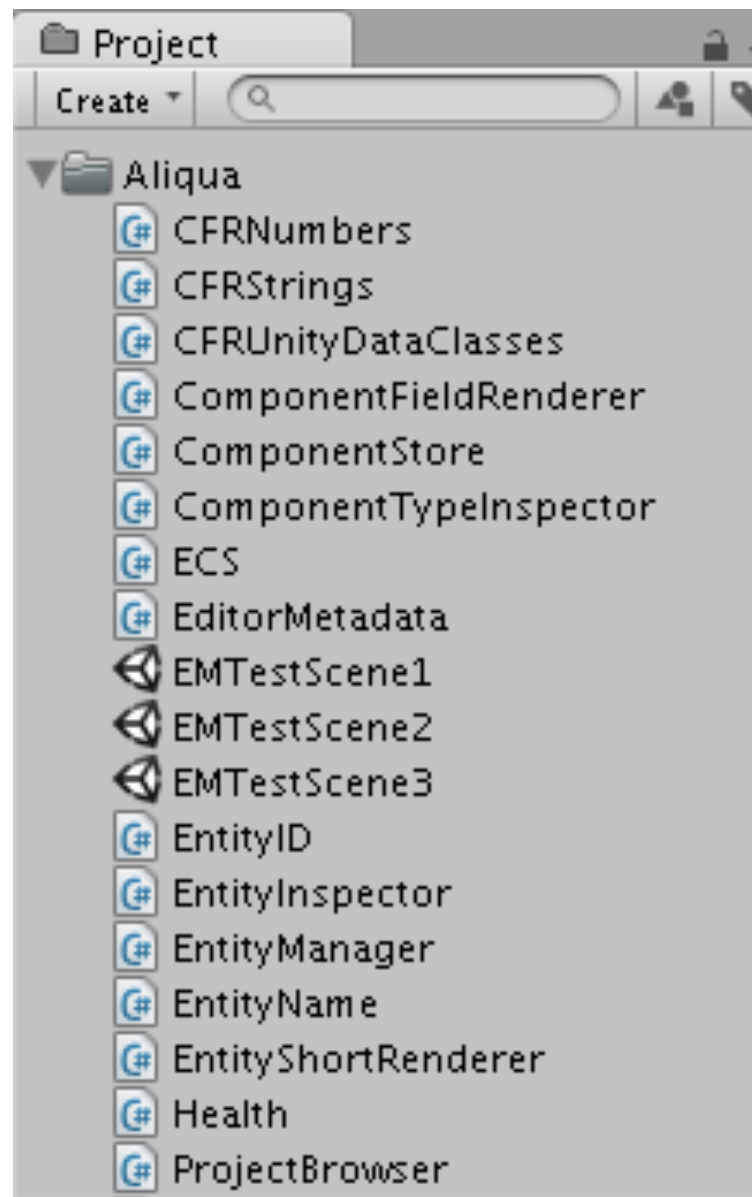 Project
Create
Aliqua
C# CFRNumbers
C# CFRStrings
C# CFRUnityDataClasses
C# ComponentFieldRenderer
C# ComponentStore
C# ComponentTypeInspector
C# ECS
C# EditorMetadata
EMTestScene1
EMTestScene2
EMTestScene3
C# EntityID
C# EntityInspector
C# EntityManager
C# EntityName
C# EntityShortRenderer
C# Health
C# ProjectBrowser